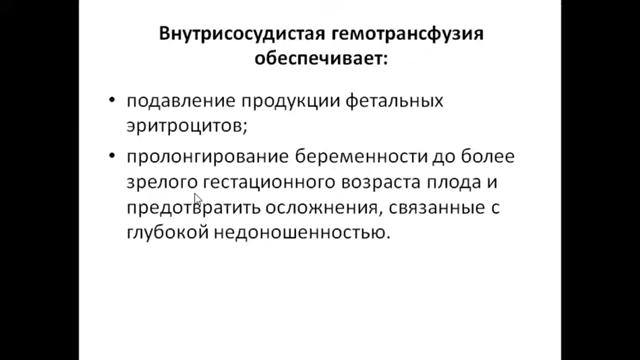 Внутрисосудистая гемотрансфузия
обеспечивает:
• подавление продукции фетальных
эритроцитов;
• пролонгирование беременности до более
зрелого гестационного возраста плода и
предотвратить осложнения, связанные с
глубокой недоношенностью.